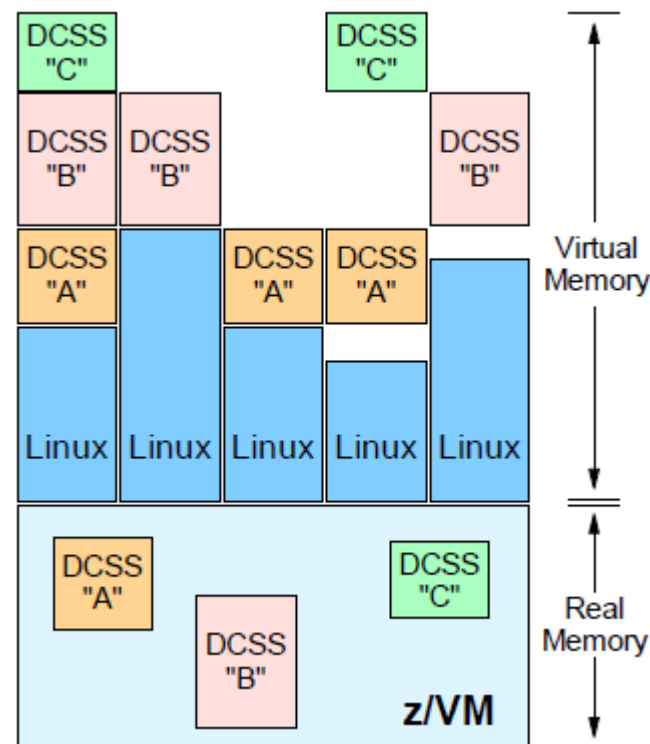 DCSS
"C"
DCSS
"C"
DCSS
"B"
DCSS
"B"
DCSS
"B"
DCSS
"A"
DCSS
"A"
DCSS
"A"
Virtual
Memory
Linux
Linux
Linux
Linux
Linux
DCSS
"A"
DCSS
"B"
DCSS
"C"
Real
Memory
z/VM